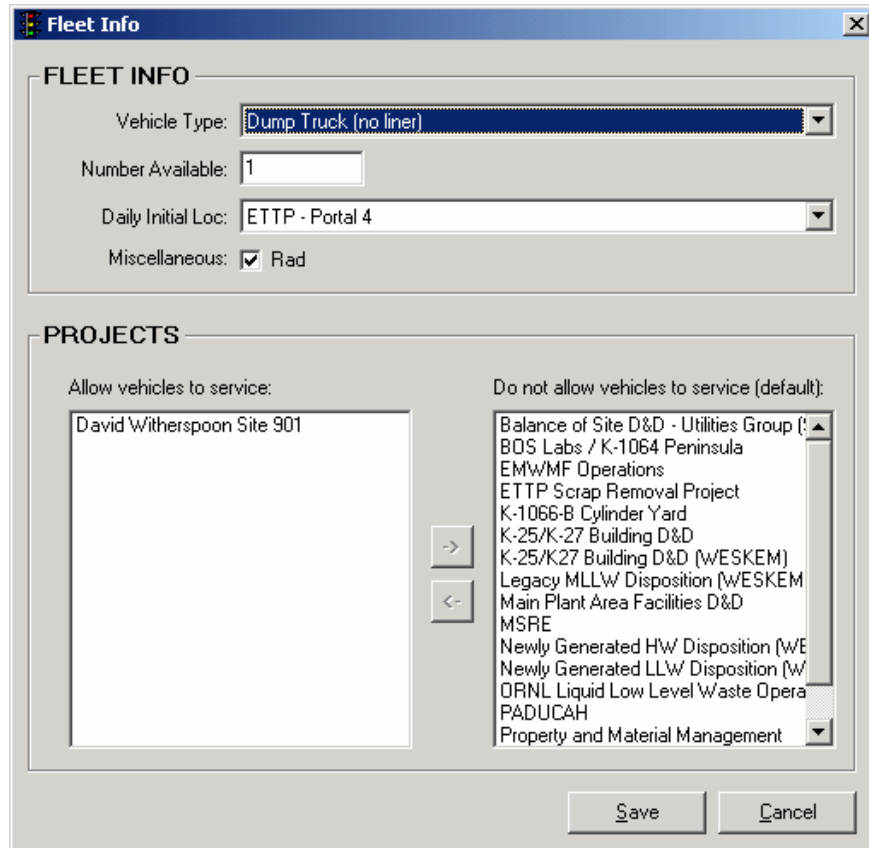 Fleet Info
FLEET INFO
Vehicle Type: Dump Truck (no liner)
Number Available: 1
Daily Initial Loc: ETTP - Portal 4
Miscellaneous: Rad
PROJECTS
Allow vehicles to service:
David Witherspoon Site 901
->
<-
Do not allow vehicles to service (default):
Balance of Site D&D - Utilities Group (
BOS Labs / K-1064 Peninsula
EMWMF Operations
ETTP Scrap Removal Project
K-1066-B Cylinder Yard
K-25/K-27 Building D&D
K-25/K27 Building D&D (WESKEM)
Legacy MLLW Disposition (WESKEM
Main Plant Area Facilities D&D
MSRE
Newly Generated HW Disposition (WE
Newly Generated LLW Disposition (W
ORNL Liquid Low Level Waste Opera
PADUCAH
Property and Material Management
Save Cancel